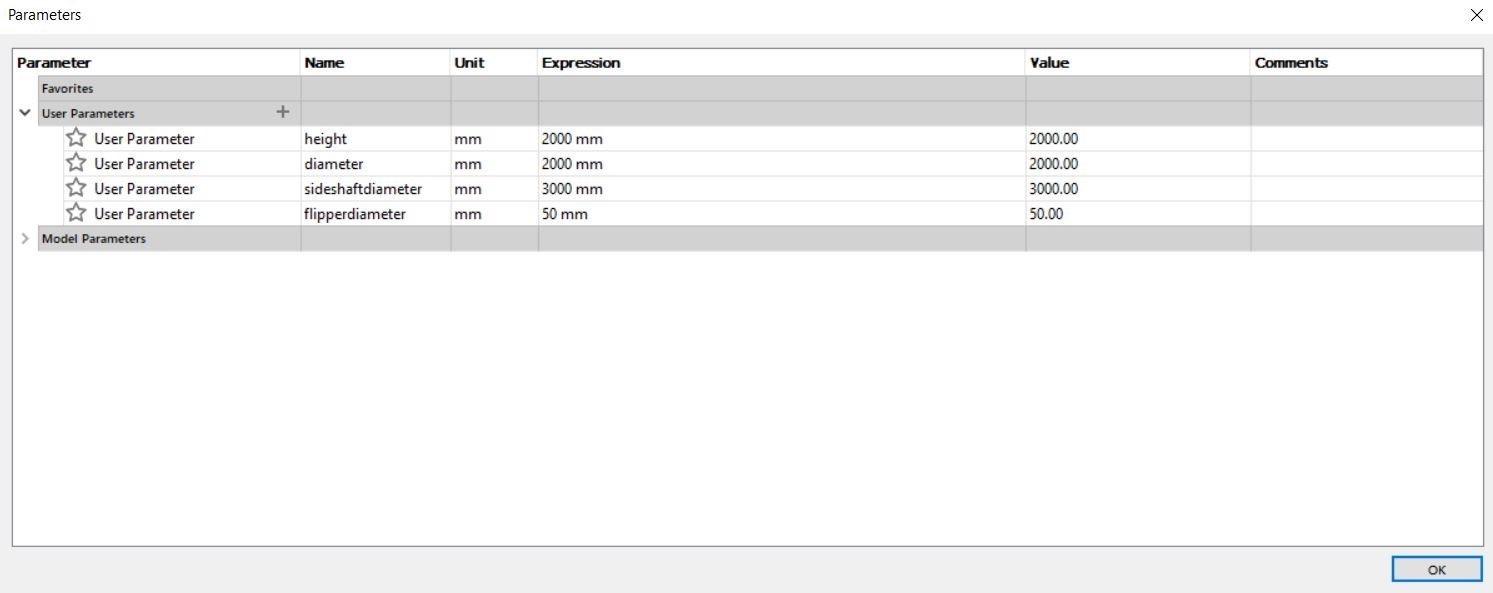 Parameters
Parameter Name Unit Expression Value Comments
Favorites
User Parameters
User Parameter height mm 2000 mm 2000.00
User Parameter diameter mm 2000 mm 2000.00
User Parameter sideshaftdiameter mm 3000 mm 3000.00
User Parameter flipperdiameter mm 50 mm 50.00
Model Parameters
OK